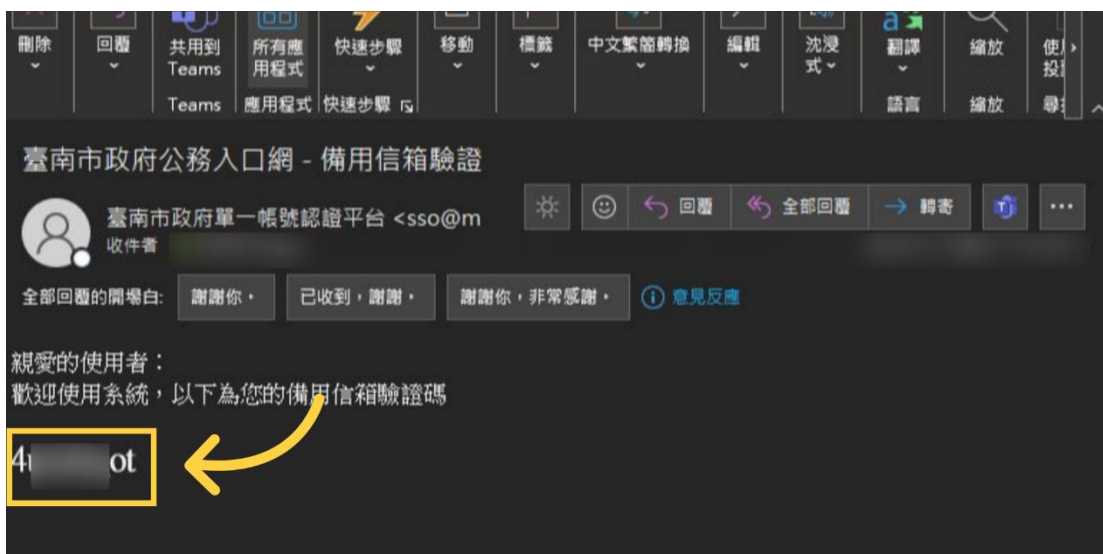 刪除
回覆
共用到
Teams
所有應
用程式
快速步驟
移動
標籤
中文繁簡轉換
編輯
沈浸
式
翻譯
縮放
Teams
應用程式
快速步驟
語言
縮放
臺南市政府公務入口網 - 備用信箱驗證
臺南市政府單一帳號認證平台 <sso@m
收件者
回覆
全部回覆
轉寄
全部回覆的開場白:
謝謝你。
已收到，謝謝。
謝謝你，非常感謝。
意見反應
親愛的使用者：
歡迎使用系統，以下為您的備用信箱驗證碼
ot